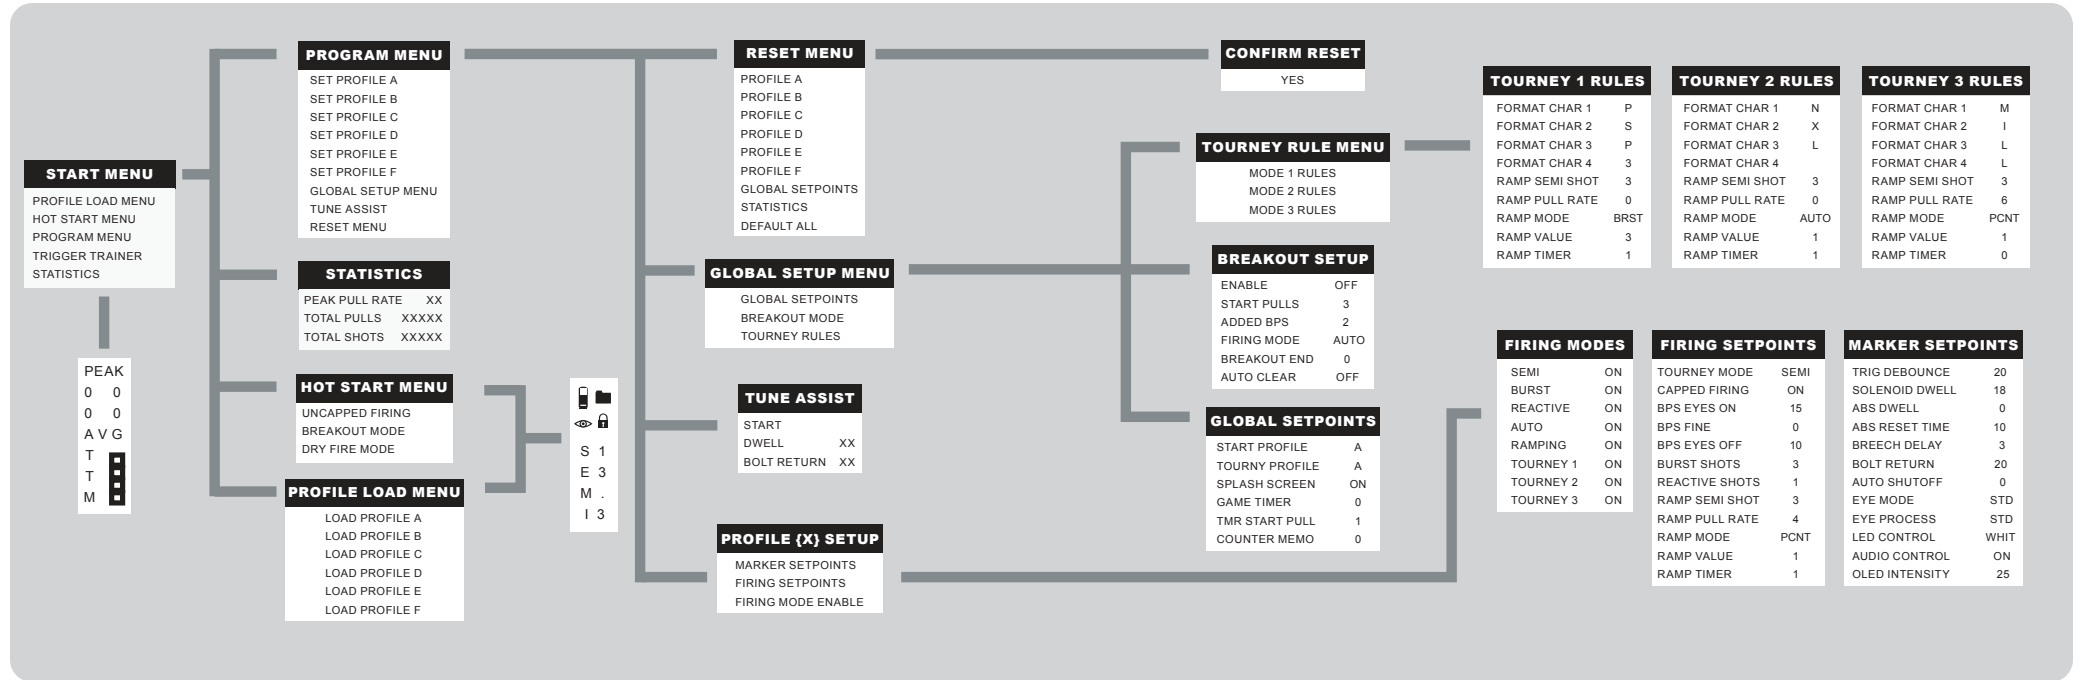 START MENU
PROFILE LOAD MENU
HOT START MENU
PROGRAM MENU
TRIGGER TRAINER
STATISTICS
PEAK
0 0
0 0
A V G
T
T
M
PROGRAM MENU
SET PROFILE A
SET PROFILE B
SET PROFILE C
SET PROFILE D
SET PROFILE E
SET PROFILE F
GLOBAL SETUP MENU
TUNE ASSIST
RESET MENU
STATISTICS
PEAK PULL RATE XX
TOTAL PULLS XXXXX
TOTAL SHOTS XXXXX
HOT START MENU
UNCAPPED FIRING
BREAKOUT MODE
DRY FIRE MODE
PROFILE LOAD MENU
LOAD PROFILE A
LOAD PROFILE B
LOAD PROFILE C
LOAD PROFILE D
LOAD PROFILE E
LOAD PROFILE F
S 1
E 3
M .
I 3
RESET MENU
PROFILE A
PROFILE B
PROFILE C
PROFILE D
PROFILE E
PROFILE F
GLOBAL SETPOINTS
STATISTICS
DEFAULT ALL
GLOBAL SETUP MENU
GLOBAL SETPOINTS
BREAKOUT MODE
TOURNEY RULES
TUNE ASSIST
START
DWELL XX
BOLT RETURN XX
PROFILE {X} SETUP
MARKER SETPOINTS
FIRING SETPOINTS
FIRING MODE ENABLE
CONFIRM RESET
YES
TOURNEY RULE MENU
MODE 1 RULES
MODE 2 RULES
MODE 3 RULES
BREAKOUT SETUP
ENABLE OFF
START PULLS 3
ADDED BPS 2
FIRING MODE AUTO
BREAKOUT END 0
AUTO CLEAR OFF
GLOBAL SETPOINTS
START PROFILE A
TOURNY PROFILE A
SPLASH SCREEN ON
GAME TIMER 0
TMR START PULL 1
COUNTER MEMO 0
TOURNEY 1 RULES
FORMAT CHAR 1 P
FORMAT CHAR 2 S
FORMAT CHAR 3 P
FORMAT CHAR 4 3
RAMP SEMI SHOT 3
RAMP PULL RATE 0
RAMP MODE BRST
RAMP VALUE 3
RAMP TIMER 1
TOURNEY 2 RULES
FORMAT CHAR 1 N
FORMAT CHAR 2 X
FORMAT CHAR 3 L
FORMAT CHAR 4
RAMP SEMI SHOT 3
RAMP PULL RATE 0
RAMP MODE AUTO
RAMP VALUE 1
RAMP TIMER 1
TOURNEY 3 RULES
FORMAT CHAR 1 M
FORMAT CHAR 2 I
FORMAT CHAR 3 L
FORMAT CHAR 4 L
RAMP SEMI SHOT 3
RAMP PULL RATE 6
RAMP MODE PCNT
RAMP VALUE 1
RAMP TIMER 0
FIRING MODES
SEMI ON
BURST ON
REACTIVE ON
AUTO ON
RAMPING ON
TOURNEY 1 ON
TOURNEY 2 ON
TOURNEY 3 ON
FIRING SETPOINTS
TOURNEY MODE SEMI
CAPPED FIRING ON
BPS EYES ON 15
BPS FINE 0
BPS EYES OFF 10
BURST SHOTS 3
REACTIVE SHOTS 1
RAMP SEMI SHOT 3
RAMP PULL RATE 4
RAMP MODE PCNT
RAMP VALUE 1
RAMP TIMER 1
MARKER SETPOINTS
TRIG DEBOUNCE 20
SOLENOID DWELL 18
ABS DWELL 0
ABS RESET TIME 10
BREECH DELAY 3
BOLT RETURN 20
AUTO SHUTOFF 0
EYE MODE STD
EYE PROCESS STD
LED CONTROL WHIT
AUDIO CONTROL ON
OLED INTENSITY 25